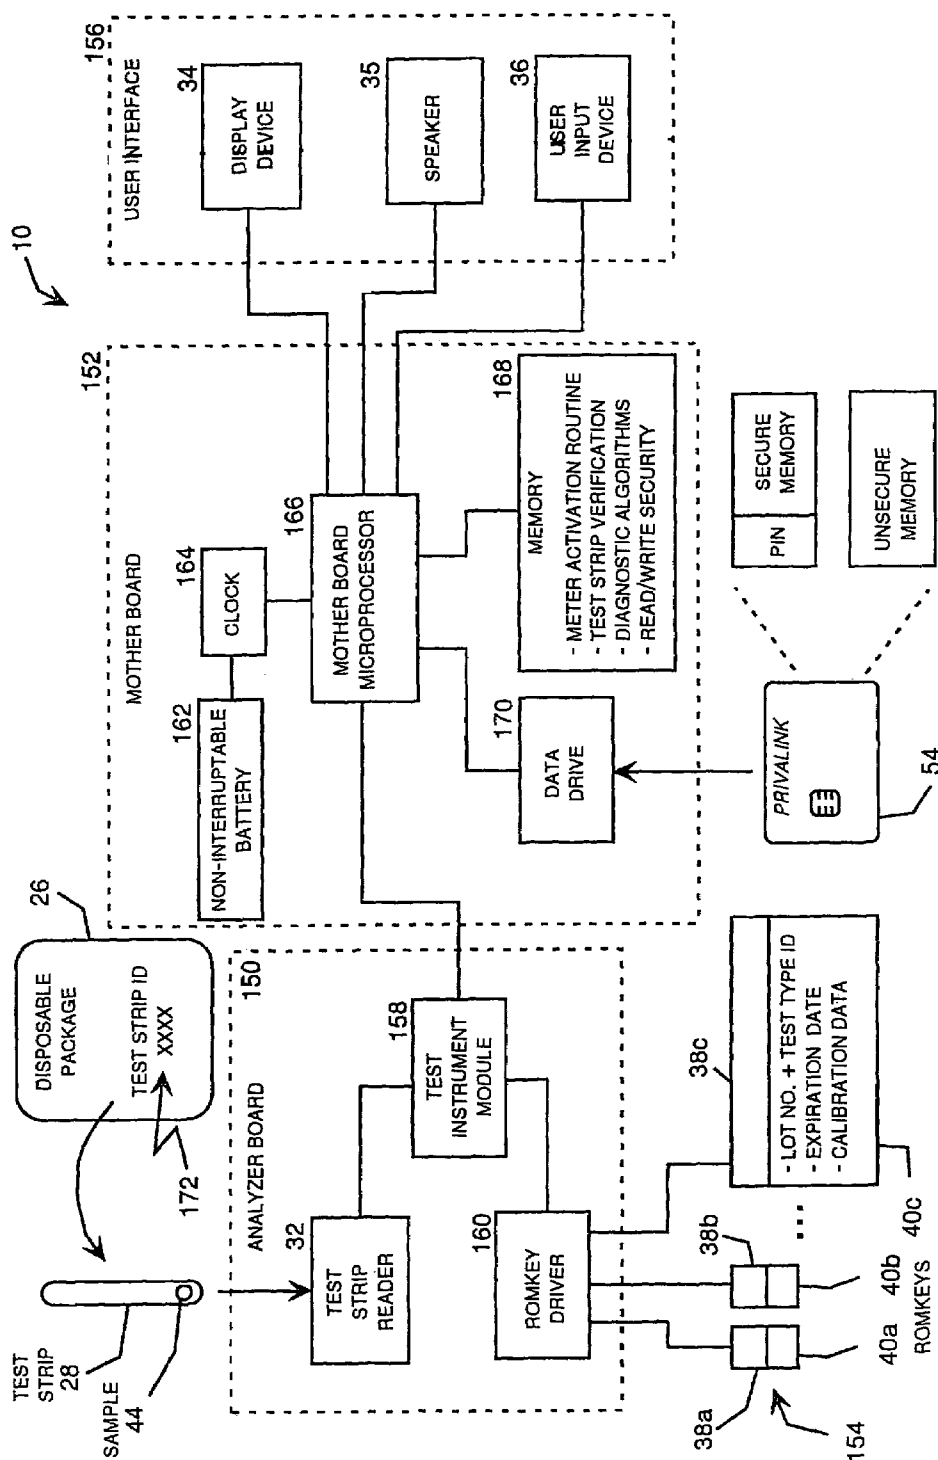 10
DISPOSABLE
PACKAGE
TEST STRIP ID
XXXX
26
172
TEST
STRIP
28
SAMPLE
44
ANALYZER BOARD
150
32
TEST
STRIP
READER
158
TEST
INSTRUMENT
MODULE
160
ROMKEY
DRIVER
38a
38b
38c
- LOT NO. + TEST TYPE ID
- EXPIRATION DATE
- CALIBRATION DATA
154
40a
40b
40c
ROMKEYS
MOTHER BOARD
152
162
NON-INTERRUPTABLE
BATTERY
164
CLOCK
166
MOTHER BOARD
MICROPROCESSOR
168
MEMORY
- METER ACTIVATION ROUTINE
- TEST STRIP VERIFICATION
- DIAGNOSTIC ALGORITHMS
- READ/WRITE SECURITY
170
DATA
DRIVE
PRIVALINK
54
PIN
SECURE
MEMORY
UNSECURE
MEMORY
USER INTERFACE
156
34
DISPLAY
DEVICE
35
SPEAKER
36
USER
INPUT
DEVICE